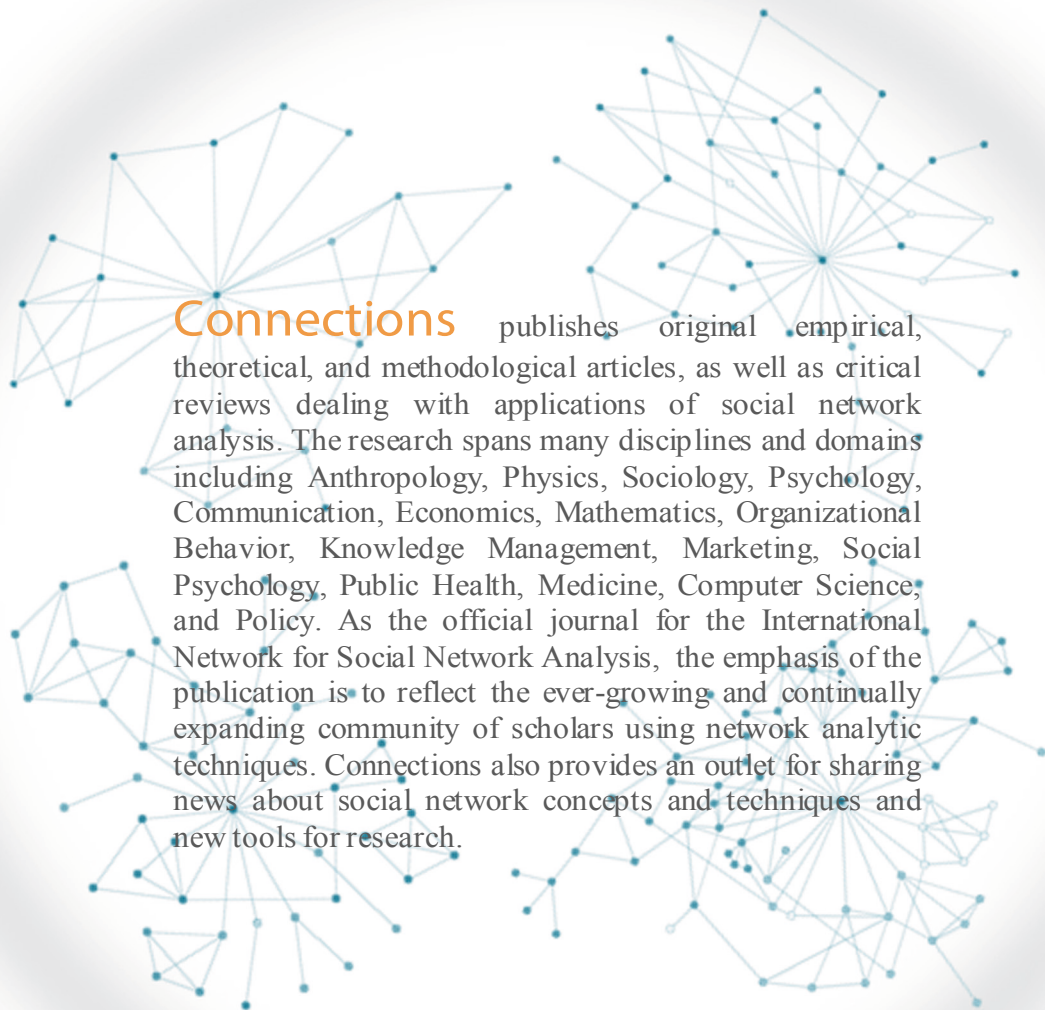 Connections publishes original empirical,
theoretical, and methodological articles, as well as critical
reviews dealing with applications of social network
analysis. The research spans many disciplines and domains
including Anthropology, Physics, Sociology, Psychology,
Communication, Economics, Mathematics, Organizational
Behavior, Knowledge Management, Marketing, Social
Psychology, Public Health, Medicine, Computer Science,
and Policy. As the official journal for the International
Network for Social Network Analysis, the emphasis of the
publication is to reflect the ever-growing and continually
expanding community of scholars using network analytic
techniques. Connections also provides an outlet for sharing
news about social network concepts and techniques and
new tools for research.